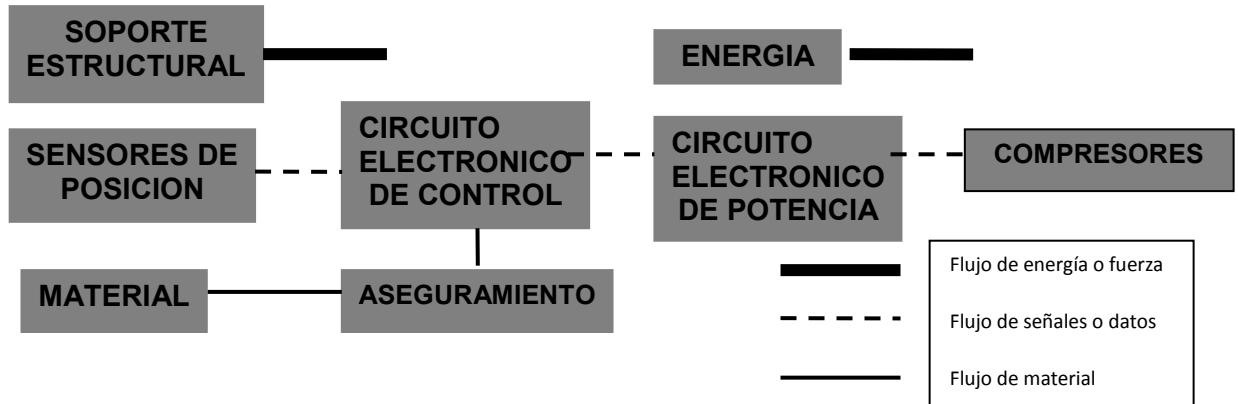 SOPORTE
ESTRUCTURAL
ENERGIA
SENSORES DE
POSICION
CIRCUITO
ELECTRONICO
DE CONTROL
CIRCUITO
ELECTRONICO
DE POTENCIA
COMPRESORES
MATERIAL
ASEGURAMIENTO
Flujo de energía o fuerza
Flujo de señales o datos
Flujo de material